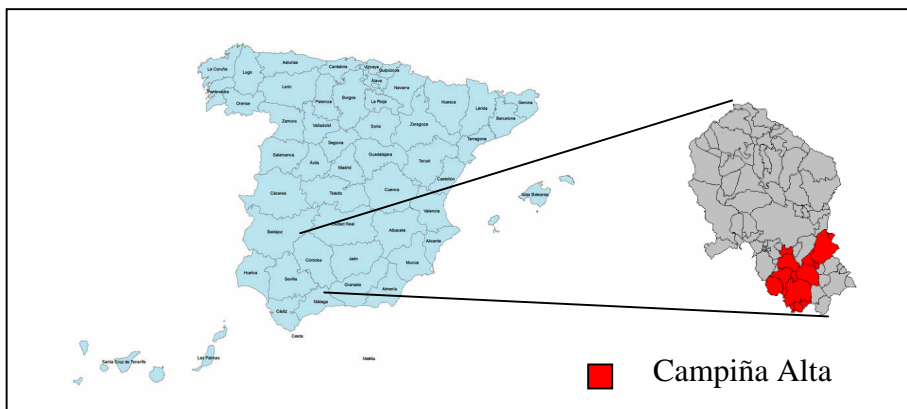 Asturias
Cantabria
Vizcaya
Guipúzcoa
La Coruña
Lugo
Álava
Navarra
Pontevedra
León
Orense
Palencia
Burgos
La Rioja
Huesca
Lérida
Gerona
Barcelona
Zamora
Valladolid
Soria
Zaragoza
Tarragona
Segovia
Salamanca
Ávila
Guadalajara
Teruel
Madrid
Castellón
Cáceres
Toledo
Cuenca
Islas Baleares
Valencia
Badajoz
Ciudad Real
Albacete
Alicante
Córdoba
Jaén
Murcia
Huelva
Sevilla
Granada
Almería
Málaga
Cádiz
Ceuta
Santa Cruz de Tenerife
Las Palmas
Melilla
Campiña Alta